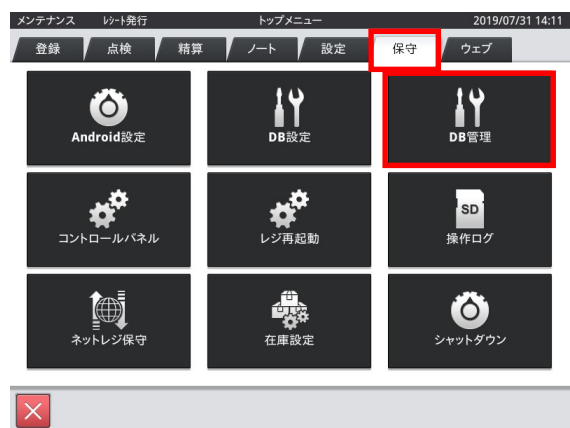 メンテナンス ﾚｼｰﾄ発行 トップメニュー 2019/07/31 14:11
登録 点検 精算 ノート 設定 保守 ウェブ
Android設定 DB設定 DB管理
SD
コントロールパネル レジ再起動 操作ログ
ネットレジ保守 在庫設定 シャットダウン